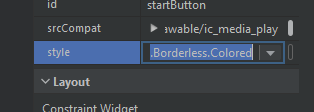 id startButton
srcCompat awable/ic_media_play
style .Borderless.Colored
Layout
Constraint Widget